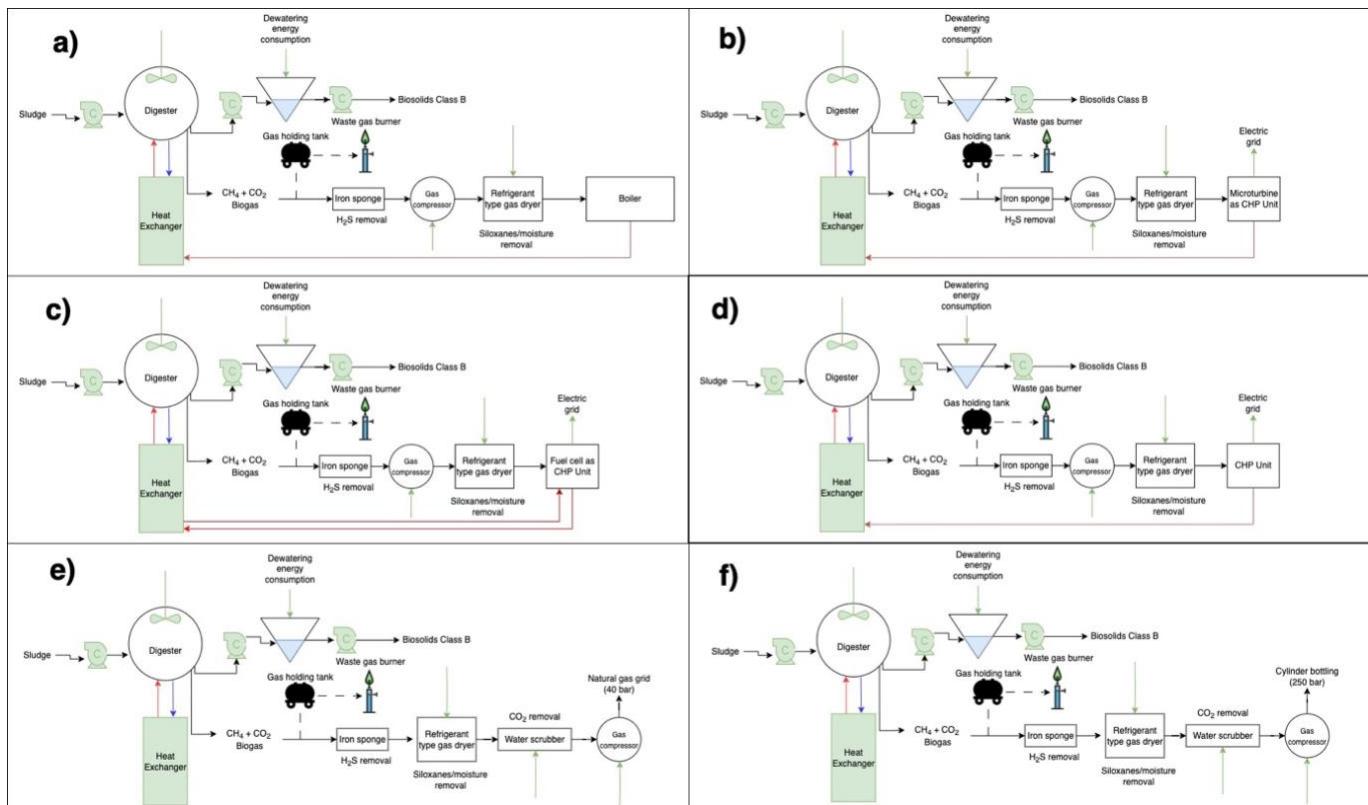 a)
Dewatering
energy
consumption
Digester
Sludge
C
C
C
Biosolids Class B
Waste gas burner
Gas holding tank
Heat
Exchanger
CH₄ + CO₂
Biogas
Iron sponge
H₂S removal
Gas
compressor
Refrigerant
type gas dryer
Siloxanes/moisture
removal
Boiler
b)
Dewatering
energy
consumption
Digester
Sludge
C
C
C
Biosolids Class B
Waste gas burner
Gas holding tank
Electric
grid
Heat
Exchanger
CH₄ + CO₂
Biogas
Iron sponge
H₂S removal
Gas
compressor
Refrigerant
type gas dryer
Siloxanes/moisture
removal
Microturbine
as CHP Unit
c)
Dewatering
energy
consumption
Digester
Sludge
C
C
C
Biosolids Class B
Waste gas burner
Gas holding tank
Electric
grid
Heat
Exchanger
CH₄ + CO₂
Biogas
Iron sponge
H₂S removal
Gas
compressor
Refrigerant
type gas dryer
Siloxanes/moisture
removal
Fuel cell as
CHP Unit
d)
Dewatering
energy
consumption
Digester
Sludge
C
C
C
Biosolids Class B
Waste gas burner
Gas holding tank
Electric
grid
Heat
Exchanger
CH₄ + CO₂
Biogas
Iron sponge
H₂S removal
Gas
compressor
Refrigerant
type gas dryer
Siloxanes/moisture
removal
CHP Unit
e)
Dewatering
energy
consumption
Digester
Sludge
C
C
C
Biosolids Class B
Waste gas burner
Gas holding tank
Natural gas grid
(40 bar)
Heat
Exchanger
CH₄ + CO₂
Biogas
Iron sponge
H₂S removal
Refrigerant
type gas dryer
Siloxanes/moisture
removal
CO₂ removal
Water scrubber
Gas
compressor
f)
Dewatering
energy
consumption
Digester
Sludge
C
C
C
Biosolids Class B
Waste gas burner
Gas holding tank
Cylinder bottling
(250 bar)
Heat
Exchanger
CH₄ + CO₂
Biogas
Iron sponge
H₂S removal
Refrigerant
type gas dryer
Siloxanes/moisture
removal
CO₂ removal
Water scrubber
Gas
compressor